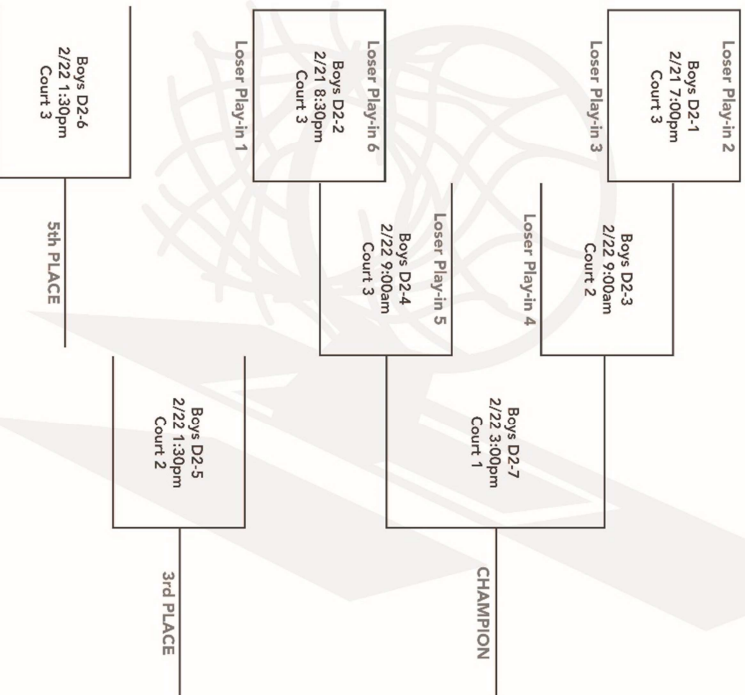 Loser Play-in 2
Boys D2-1
2/21 7:00pm
Court 3
Loser Play-in 3
Boys D2-3
2/22 9:00am
Court 2
Loser Play-in 4
Boys D2-7
2/22 3:00pm
Court 1
CHAMPION
Loser Play-in 5
Boys D2-4
2/22 9:00am
Court 3
Loser Play-in 6
Boys D2-2
2/21 8:30pm
Court 3
Loser Play-in 1
Boys D2-5
2/22 1:30pm
Court 2
3rd PLACE
Boys D2-6
2/22 1:30pm
Court 3
5th PLACE